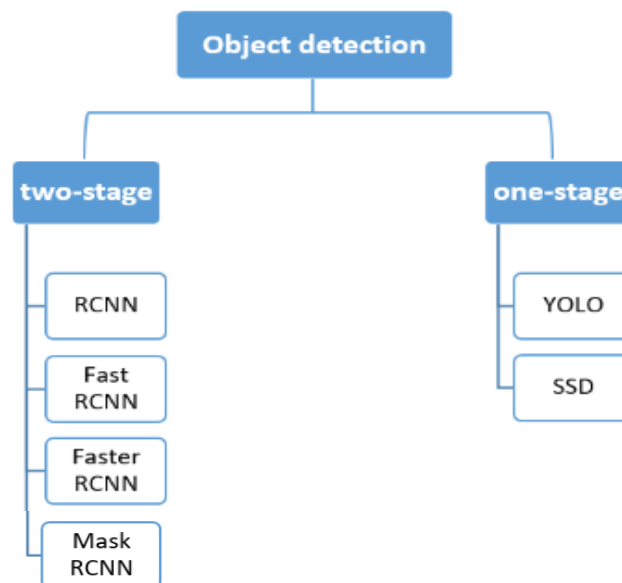 Object detection
two-stage
one-stage
RCNN
Fast
RCNN
Faster
RCNN
Mask
RCNN
YOLO
SSD